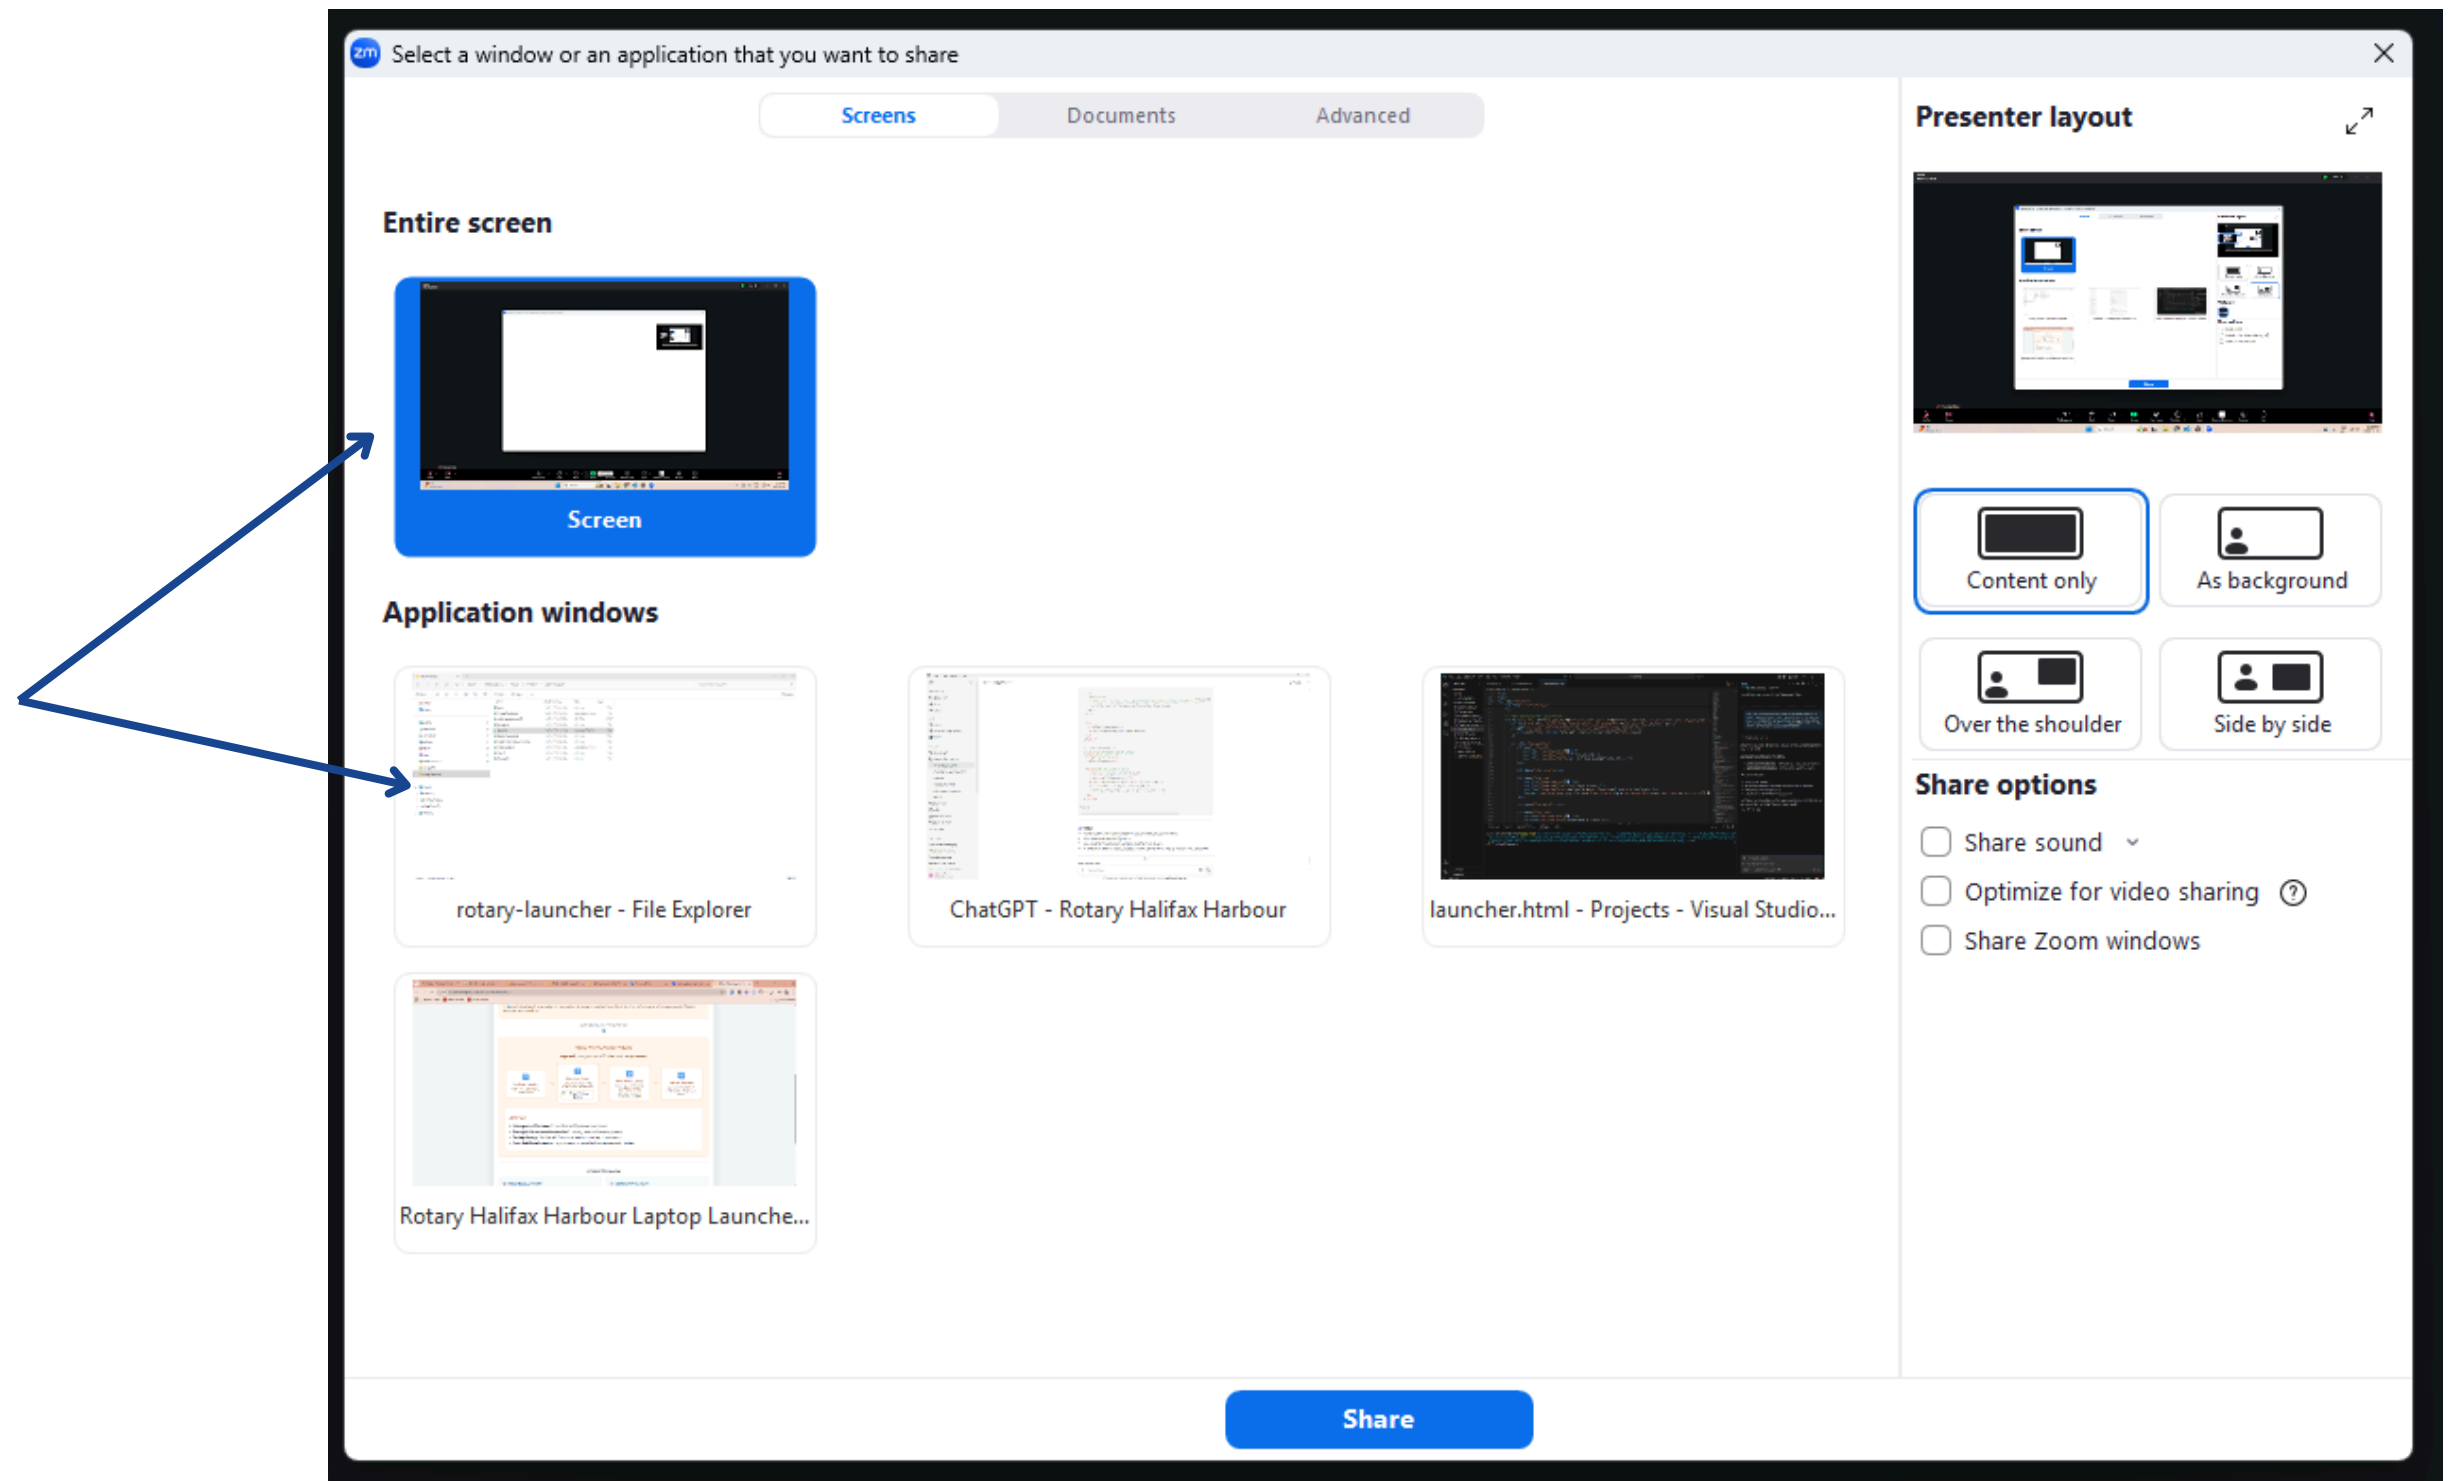 zm Select a window or an application that you want to share
Screens Documents Advanced
Entire screen
Screen
Application windows
rotary-launcher - File Explorer
ChatGPT - Rotary Halifax Harbour
launcher.html - Projects - Visual Studio...
Rotary Halifax Harbour Laptop Launche...
Share
Presenter layout
Content only
As background
Over the shoulder
Side by side
Share options
Share sound
Optimize for video sharing ?
Share Zoom windows